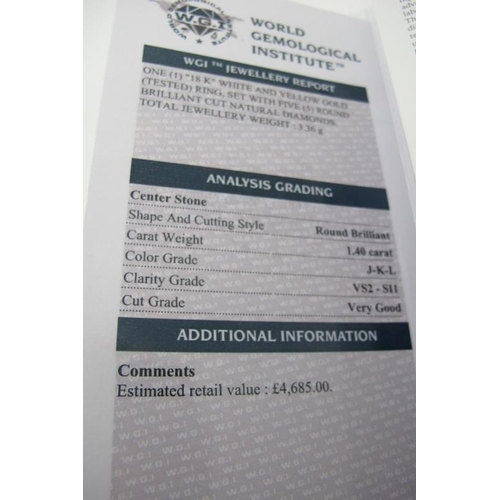 W.G.I
WORLD
GEMOLOGICAL
INSTITUTE™
WGI ™ JEWELLERY REPORT
ONE (1) "18 K" WHITE AND YELLOW GOLD
(TESTED) RING, SET WITH FIVE (5) ROUND
BRILLIANT CUT NATURAL DIAMONDS.
TOTAL JEWELLERY WEIGHT : 3.36 g
ANALYSIS GRADING
Center Stone
Shape And Cutting Style Round Brilliant
Carat Weight 1.40 carat
Color Grade J-K-L
Clarity Grade VS2 - SI1
Cut Grade Very Good
ADDITIONAL INFORMATION
Comments
Estimated retail value : £4,685.00.